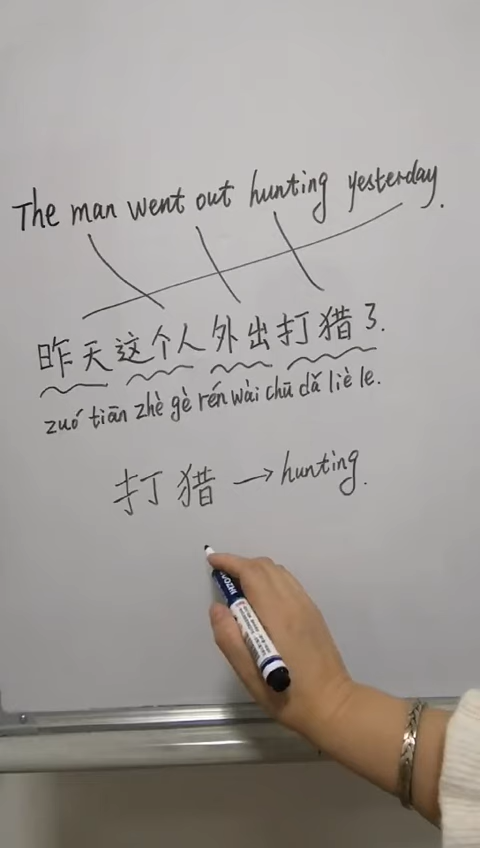 The man went out hunting yesterday.
昨天这个人外出打猎了.
zuó tiān zhè gè rén wài chū dǎ liè le.
打猎→hunting.